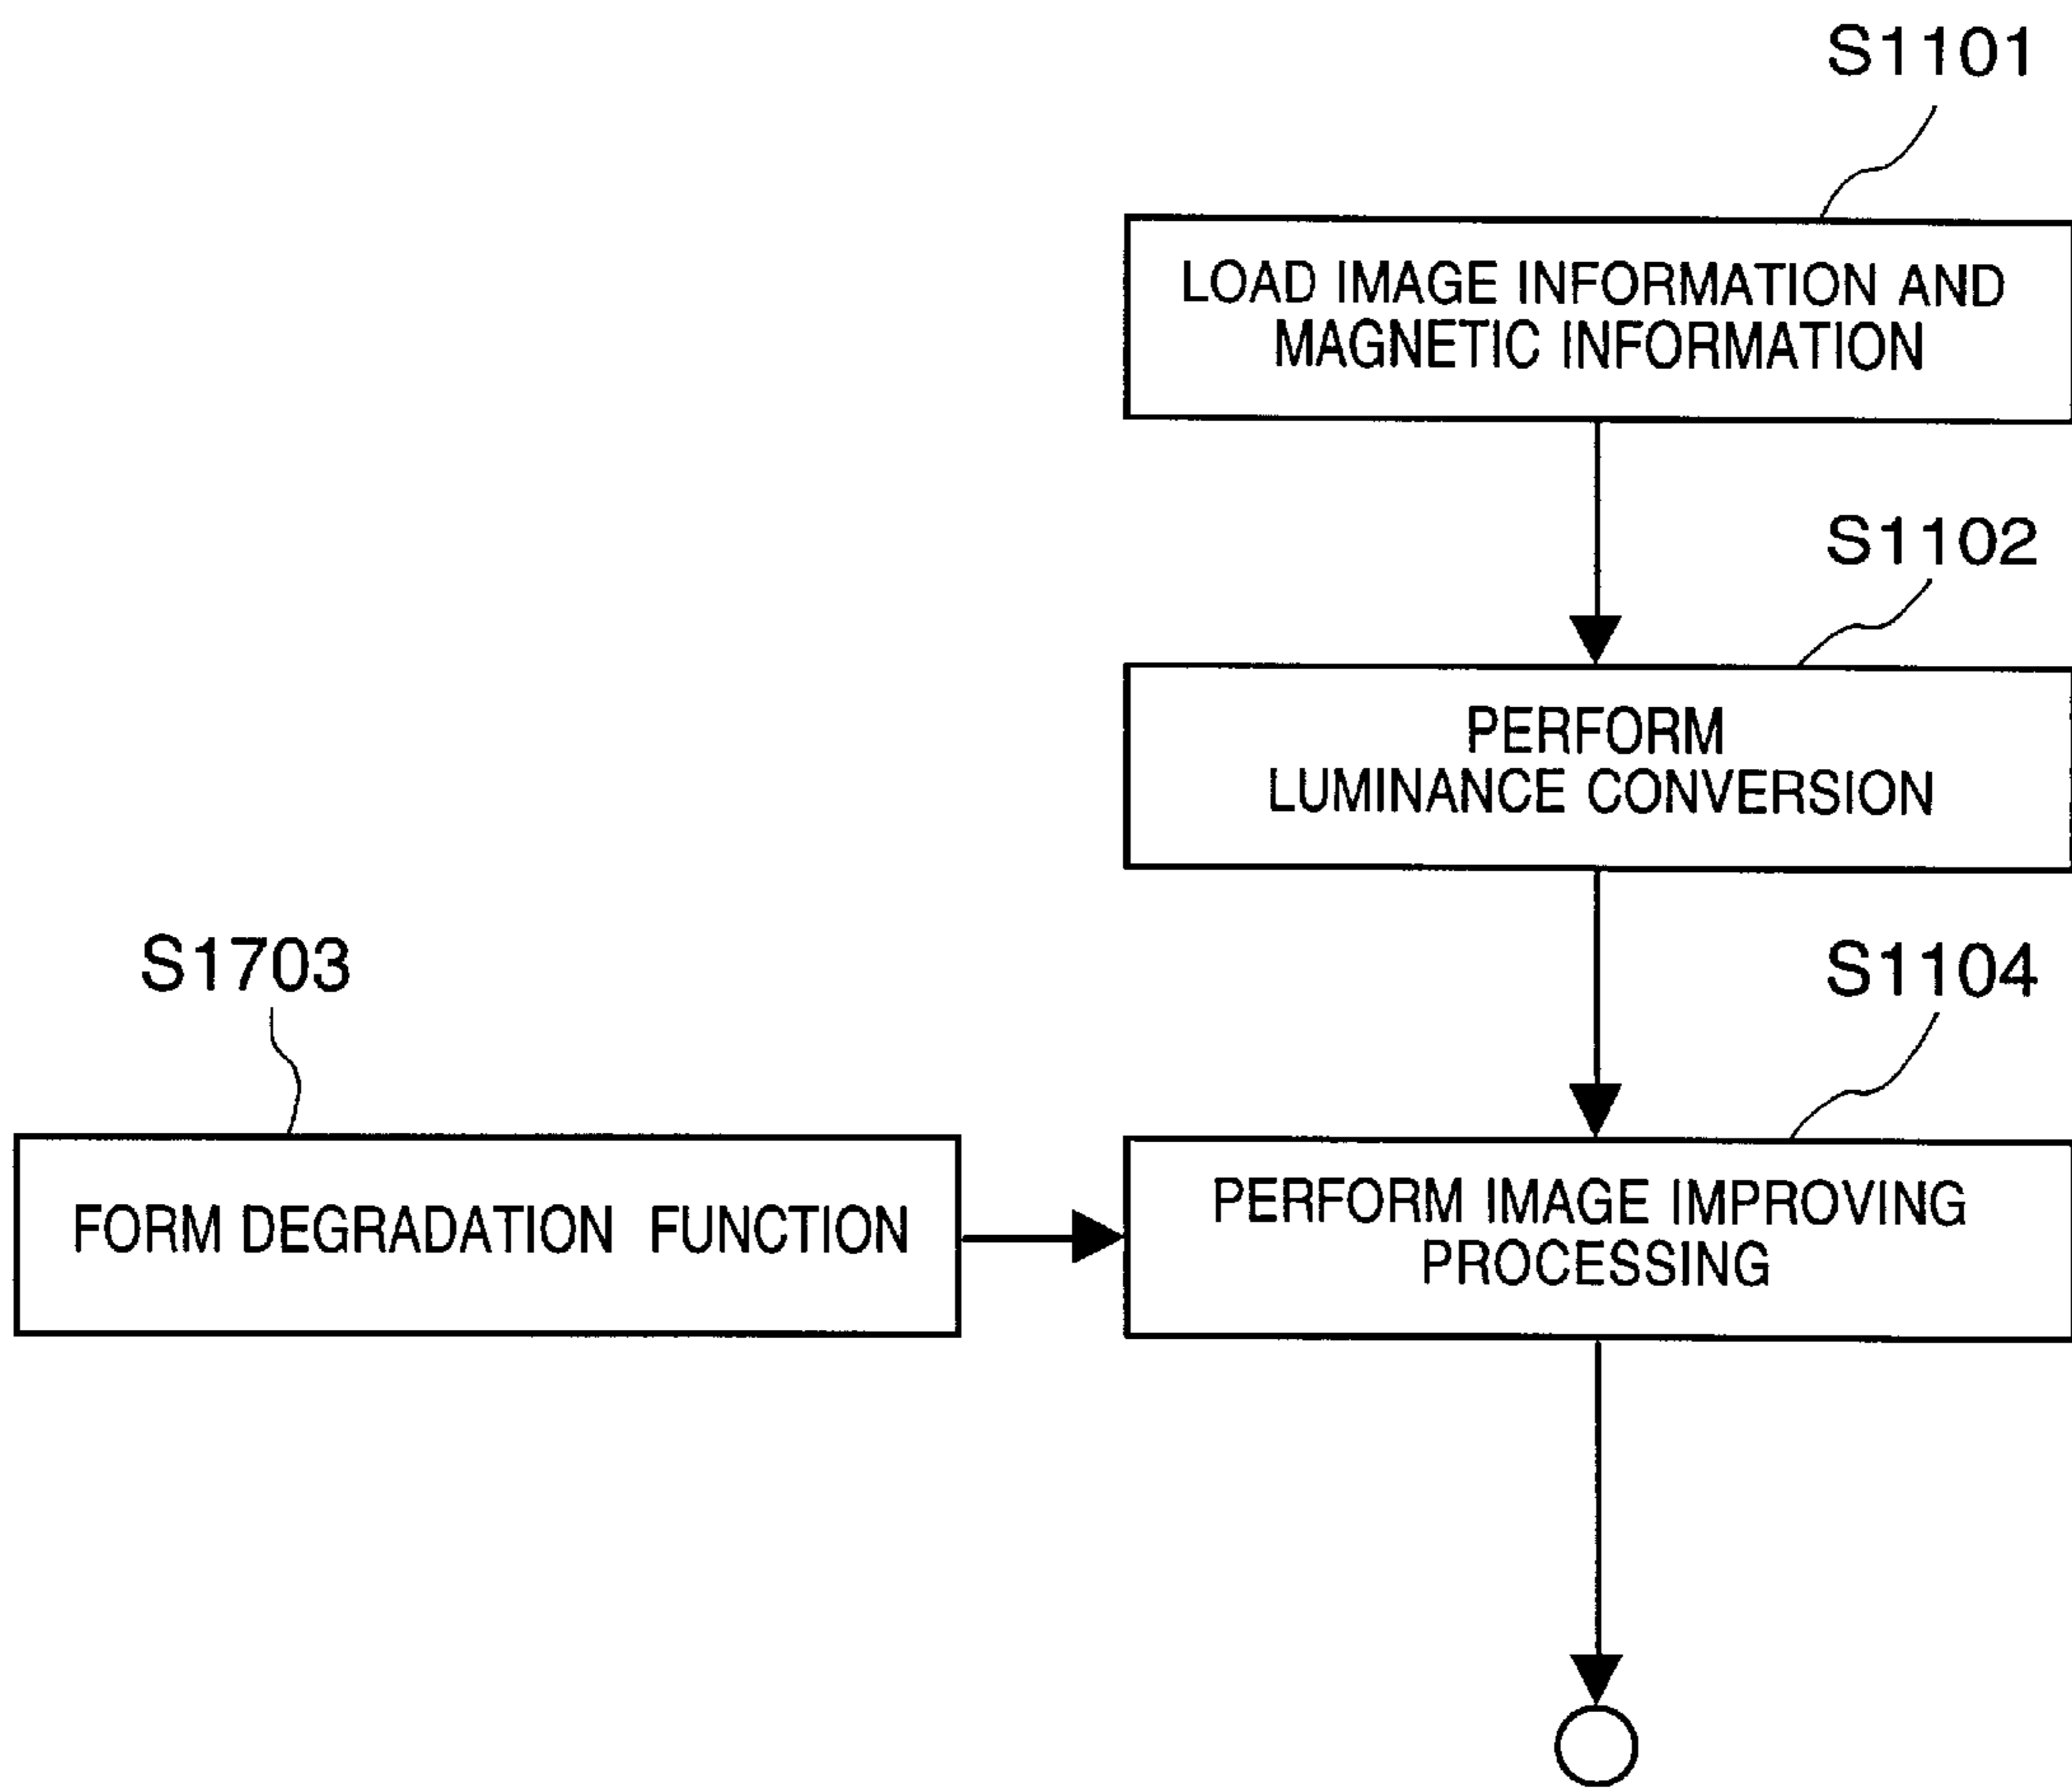 S1101
LOAD IMAGE INFORMATION AND
MAGNETIC INFORMATION
S1102
PERFORM
LUMINANCE CONVERSION
S1703
S1104
FORM DEGRADATION FUNCTION
PERFORM IMAGE IMPROVING
PROCESSING